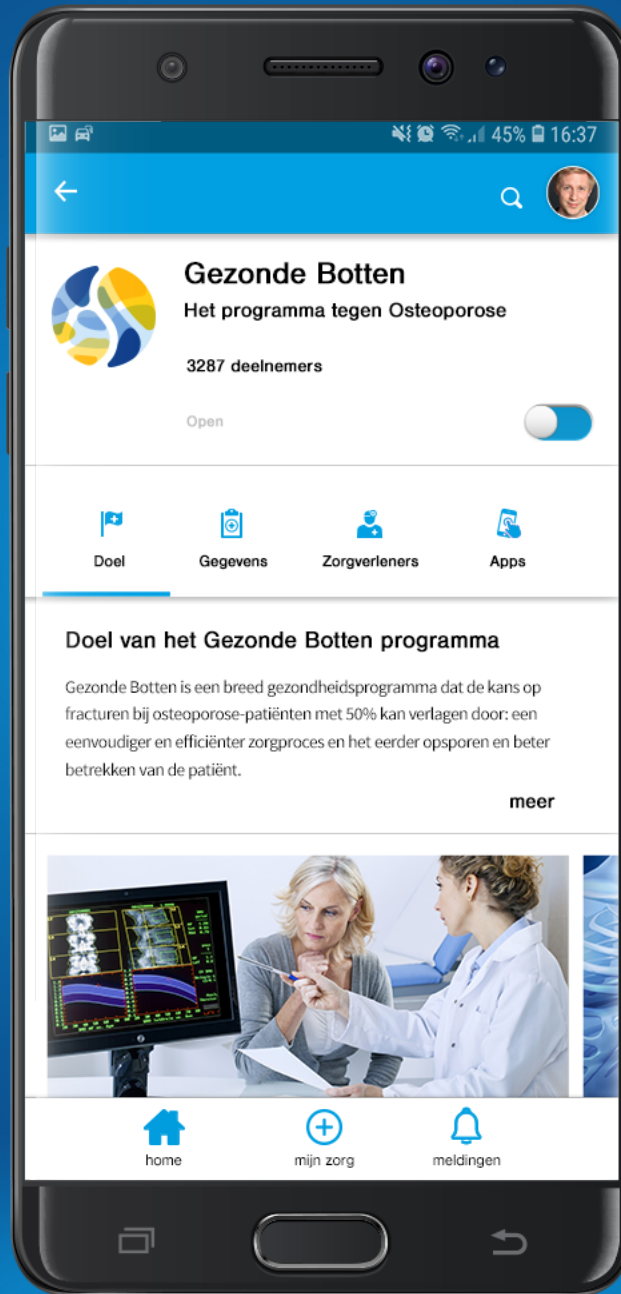 45% 16:37
Gezonde Botten
Het programma tegen Osteoporose
3287 deelnemers
Open
Doel Gegevens Zorgverleners Apps
Doel van het Gezonde Botten programma
Gezonde Botten is een breed gezondheidsprogramma dat de kans op
fracturen bij osteoporose-patiënten met 50% kan verlagen door: een
eenvoudiger en efficiënter zorgproces en het eerder opsporen en beter
betrekken van de patiënt.
meer
home mijn zorg meldingen